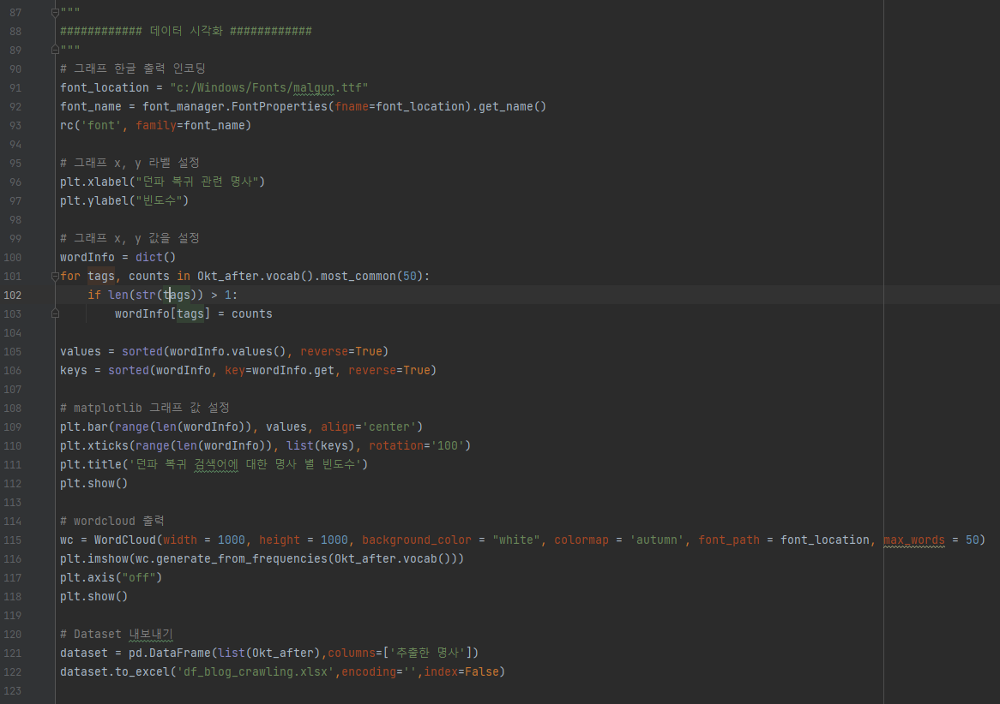 87 """
88 ############ 데이터 시각화 ############
89 """
90 # 그래프 한글 출력 인코딩
91 font_location = "c:/Windows/Fonts/malgun.ttf"
92 font_name = font_manager.FontProperties(fname=font_location).get_name()
93 rc('font', family=font_name)
94
95 # 그래프 x, y 라벨 설정
96 plt.xlabel("던파 복귀 관련 명사")
97 plt.ylabel("빈도수")
98
99 # 그래프 x, y 값을 설정
100 wordInfo = dict()
101 for tags, counts in Okt_after.vocab().most_common(50):
102     if len(str(tags)) > 1:
103         wordInfo[tags] = counts
104
105 values = sorted(wordInfo.values(), reverse=True)
106 keys = sorted(wordInfo, key=wordInfo.get, reverse=True)
107
108 # matplotlib 그래프 값 설정
109 plt.bar(range(len(wordInfo)), values, align='center')
110 plt.xticks(range(len(wordInfo)), list(keys), rotation='100')
111 plt.title('던파 복귀 검색어에 대한 명사 별 빈도수')
112 plt.show()
113
114 # wordcloud 출력
115 wc = WordCloud(width = 1000, height = 1000, background_color = "white", colormap = 'autumn', font_path = font_location, max_words = 50)
116 plt.imshow(wc.generate_from_frequencies(Okt_after.vocab()))
117 plt.axis("off")
118 plt.show()
119
120 # Dataset 내보내기
121 dataset = pd.DataFrame(list(Okt_after),columns=['추출한 명사'])
122 dataset.to_excel('df_blog_crawling.xlsx',encoding='',index=False)
123